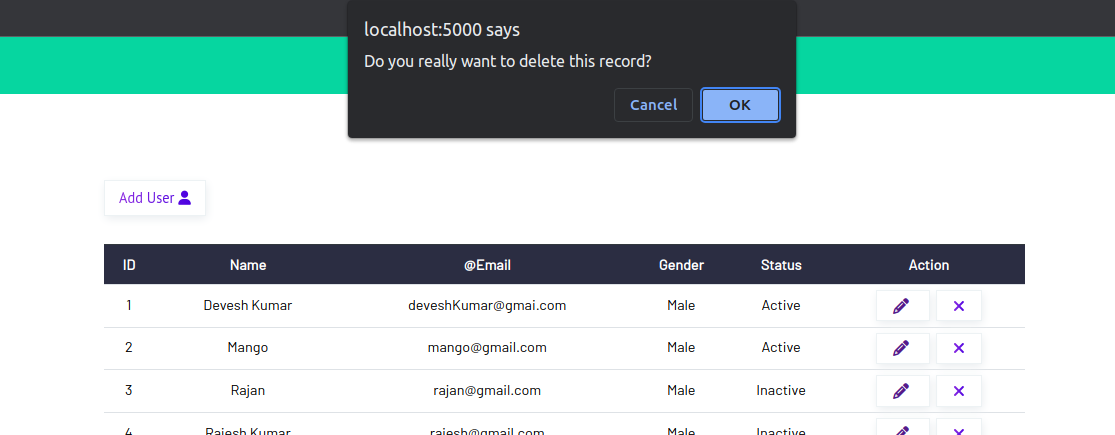 localhost:5000 says
Do you really want to delete this record?
Cancel OK
Add User
ID Name @Email Gender Status Action
1 Devesh Kumar deveshKumar@gmai.com Male Active
2 Mango mango@gmail.com Male Active
3 Rajan rajan@gmail.com Male Inactive
4 Rajesh Kumar rajesh@gmail.com Male Inactive